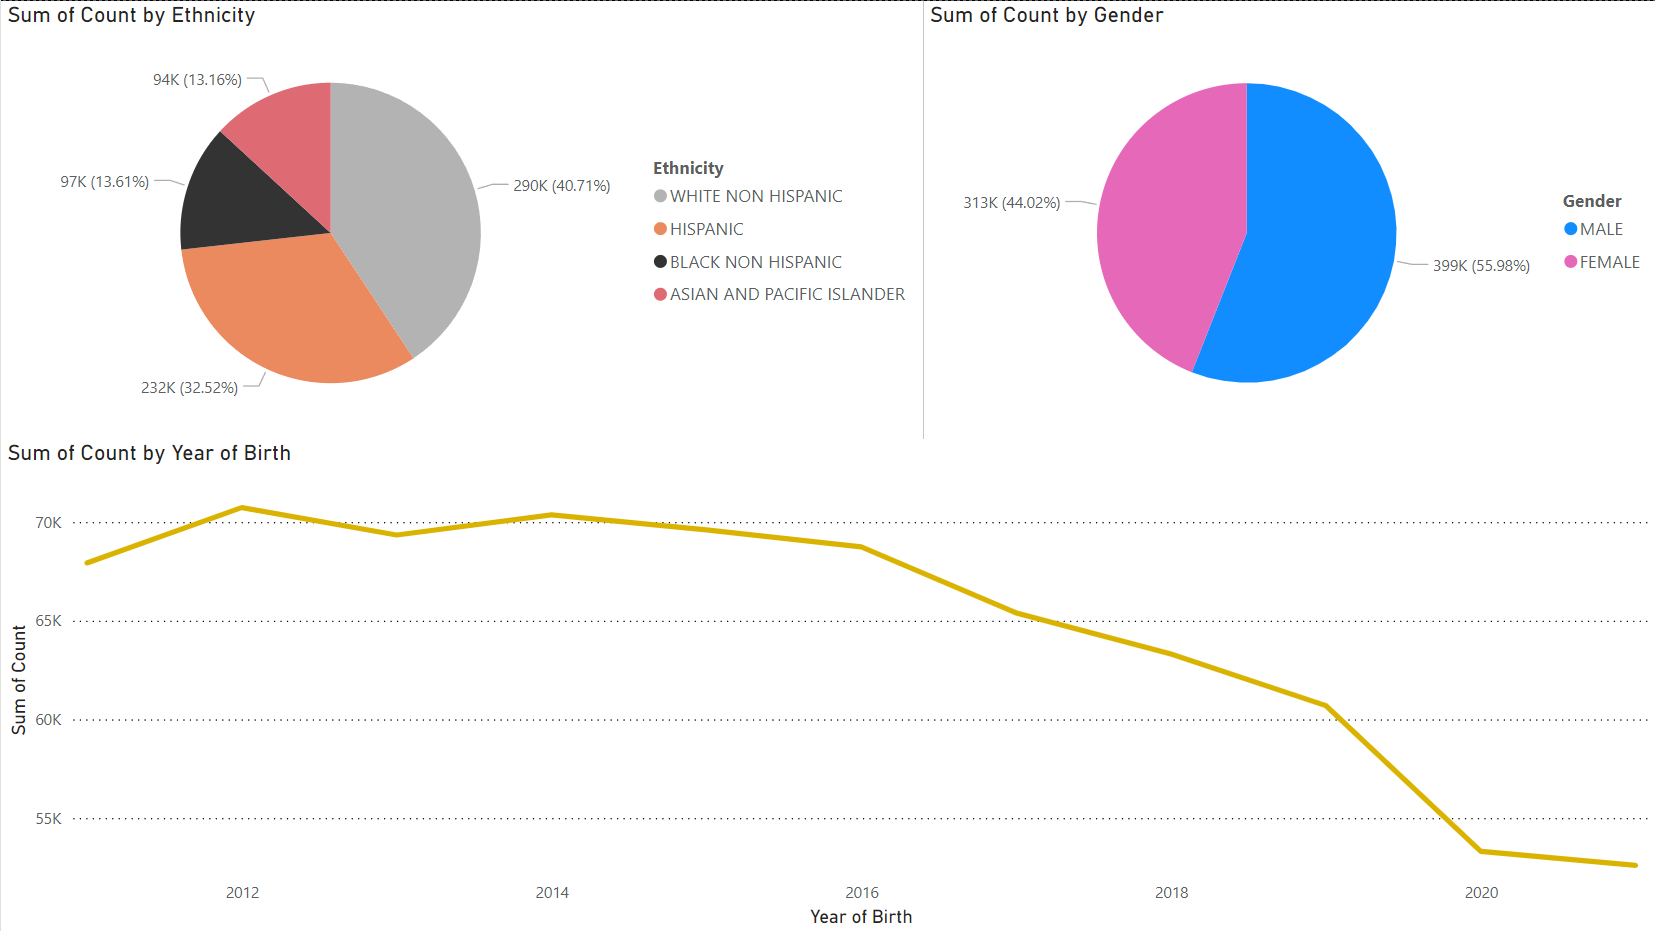 Sum of Count by Ethnicity
94K (13.16%)
97K (13.61%)
290K (40.71%)
232K (32.52%)
Ethnicity
WHITE NON HISPANIC
HISPANIC
BLACK NON HISPANIC
ASIAN AND PACIFIC ISLANDER
Sum of Count by Gender
313K (44.02%)
399K (55.98%)
Gender
MALE
FEMALE
Sum of Count by Year of Birth
Sum of Count
70K
65K
60K
55K
2012
2014
2016
2018
2020
Year of Birth